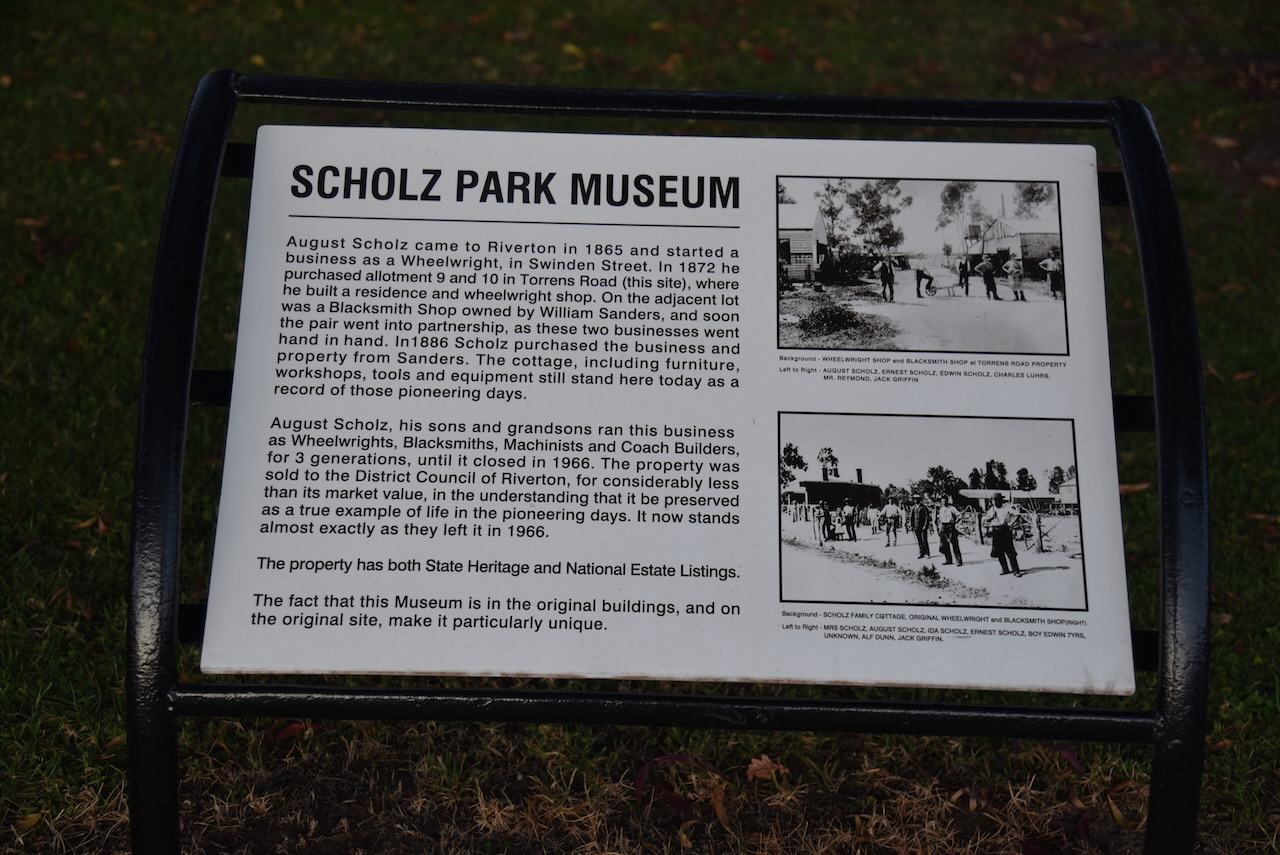 SCHOLZ PARK MUSEUM
August Scholz came to Riverton in 1865 and started a
business as a Wheelwright, in Swinden Street. In 1872 he
purchased allotment 9 and 10 in Torrens Road (this site), where
he built a residence and wheelwright shop. On the adjacent lot
was a Blacksmith Shop owned by William Sanders, and soon
the pair went into partnership, as these two businesses went
hand in hand. In1886 Scholz purchased the business and
property from Sanders. The cottage, including furniture,
workshops, tools and equipment still stand here today as a
record of those pioneering days.
August Scholz, his sons and grandsons ran this business
as Wheelwrights, Blacksmiths, Machinists and Coach Builders,
for 3 generations, until it closed in 1966. The property was
sold to the District Council of Riverton, for considerably less
than its market value, in the understanding that it be preserved
as a true example of life in the pioneering days. It now stands
almost exactly as they left it in 1966.
The property has both State Heritage and National Estate Listings.
The fact that this Museum is in the original buildings, and on
the original site, make it particularly unique.
Background - WHEELWRIGHT SHOP and BLACKSMITH SHOP at TORRENS ROAD PROPERTY
Left to Right - AUGUST SCHOLZ, ERNEST SCHOLZ, EDWIN SCHOLZ, CHARLES LUHRS,
MR. REYMOND, JACK GRIFFIN
Background - SCHOLZ FAMILY COTTAGE, ORIGINAL WHEELWRIGHT and BLACKSMITH SHOP(RIGHT)
Left to Right - MRS SCHOLZ, AUGUST SCHOLZ, IDA SCHOLZ, ERNEST SCHOLZ, BOY EDWIN 7YRS,
UNKNOWN, ALF DUNN, JACK GRIFFIN.